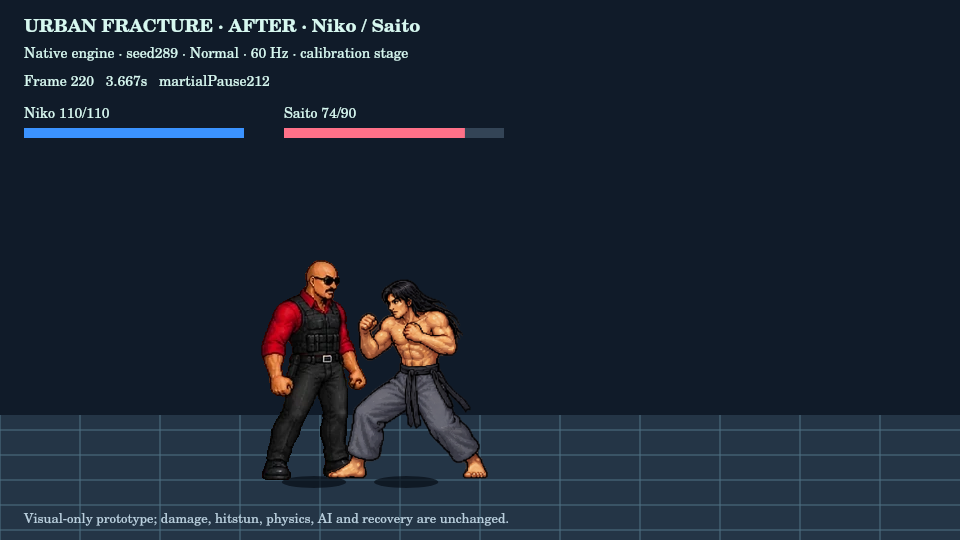 URBAN FRACTURE · AFTER · Niko / Saito
Native engine · seed289 · Normal · 60 Hz · calibration stage
Frame 220   3.667s   martialPause212
Niko 110/110   Saito 74/90
Visual-only prototype; damage, hitstun, physics, AI and recovery are unchanged.